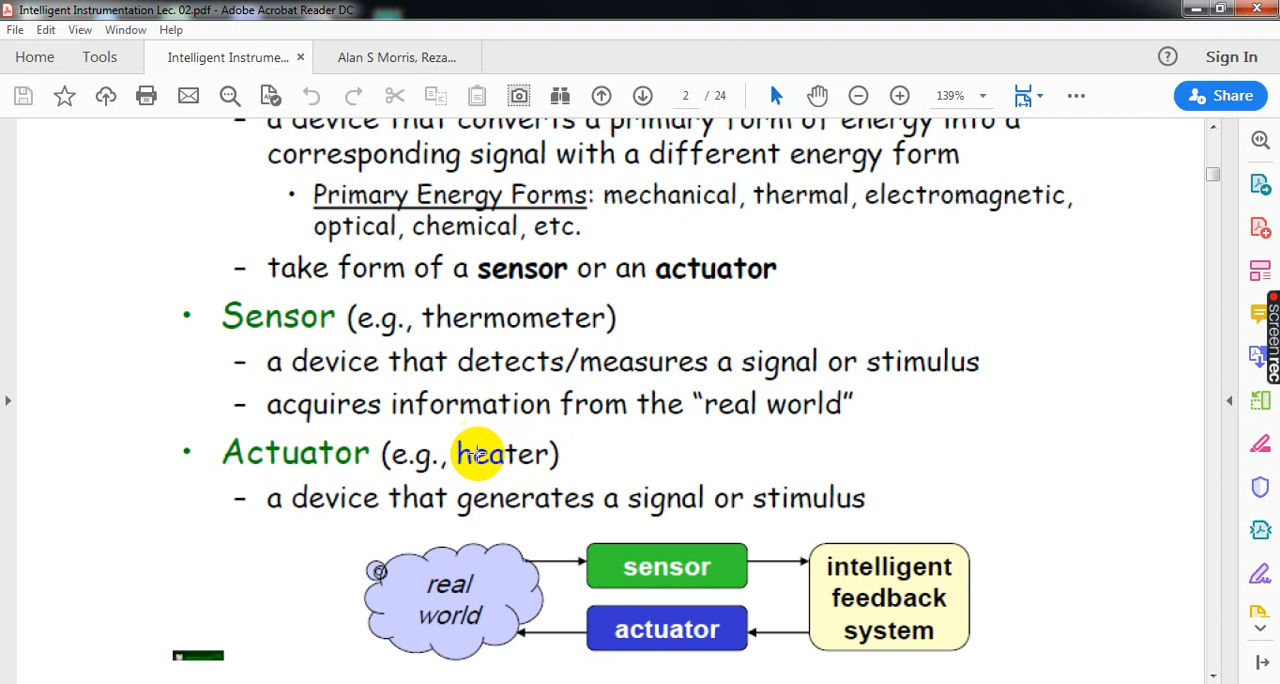 Intelligent Instrumentation Lec. 02.pdf - Adobe Acrobat Reader DC
File Edit View Window Help
Home Tools Intelligent Instrume... × Alan S Morris, Reza... Sign In
2 / 24 139% Share
– a device that converts a primary form of energy into a
corresponding signal with a different energy form
• Primary Energy Forms: mechanical, thermal, electromagnetic,
optical, chemical, etc.
– take form of a sensor or an actuator
• Sensor (e.g., thermometer)
– a device that detects/measures a signal or stimulus
– acquires information from the “real world”
• Actuator (e.g., heater)
– a device that generates a signal or stimulus
real
world
sensor
actuator
intelligent
feedback
system
screenrec